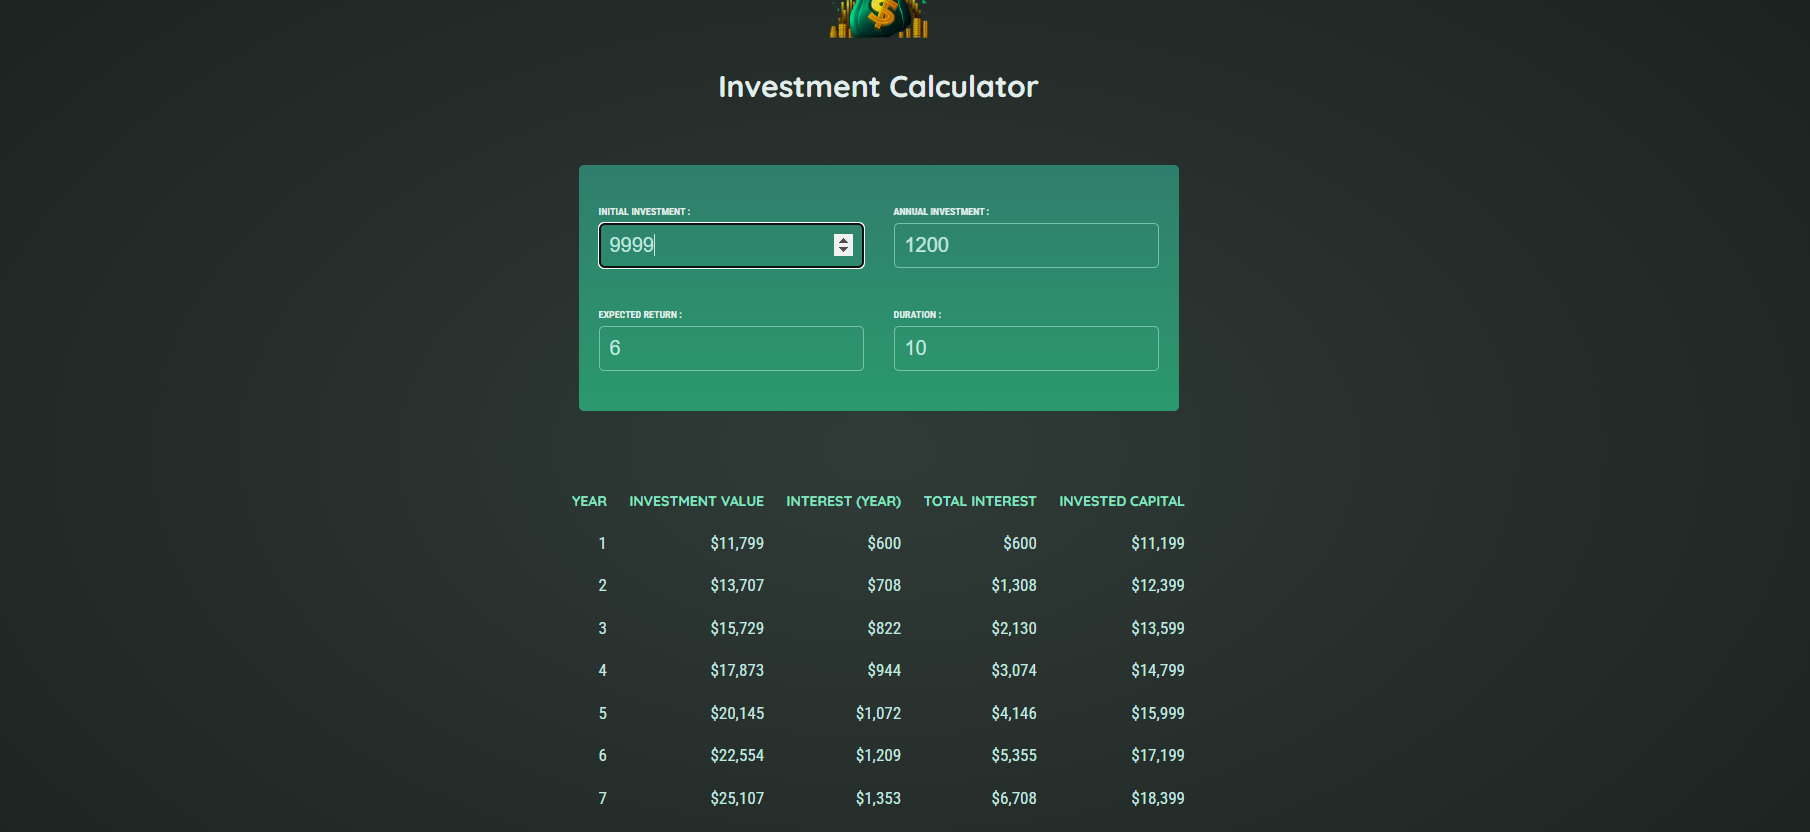 $
Investment Calculator
INITIAL INVESTMENT : ANNUAL INVESTMENT :
9999 1200
EXPECTED RETURN : DURATION :
6 10
YEAR INVESTMENT VALUE INTEREST (YEAR) TOTAL INTEREST INVESTED CAPITAL
1 $11,799 $600 $600 $11,199
2 $13,707 $708 $1,308 $12,399
3 $15,729 $822 $2,130 $13,599
4 $17,873 $944 $3,074 $14,799
5 $20,145 $1,072 $4,146 $15,999
6 $22,554 $1,209 $5,355 $17,199
7 $25,107 $1,353 $6,708 $18,399